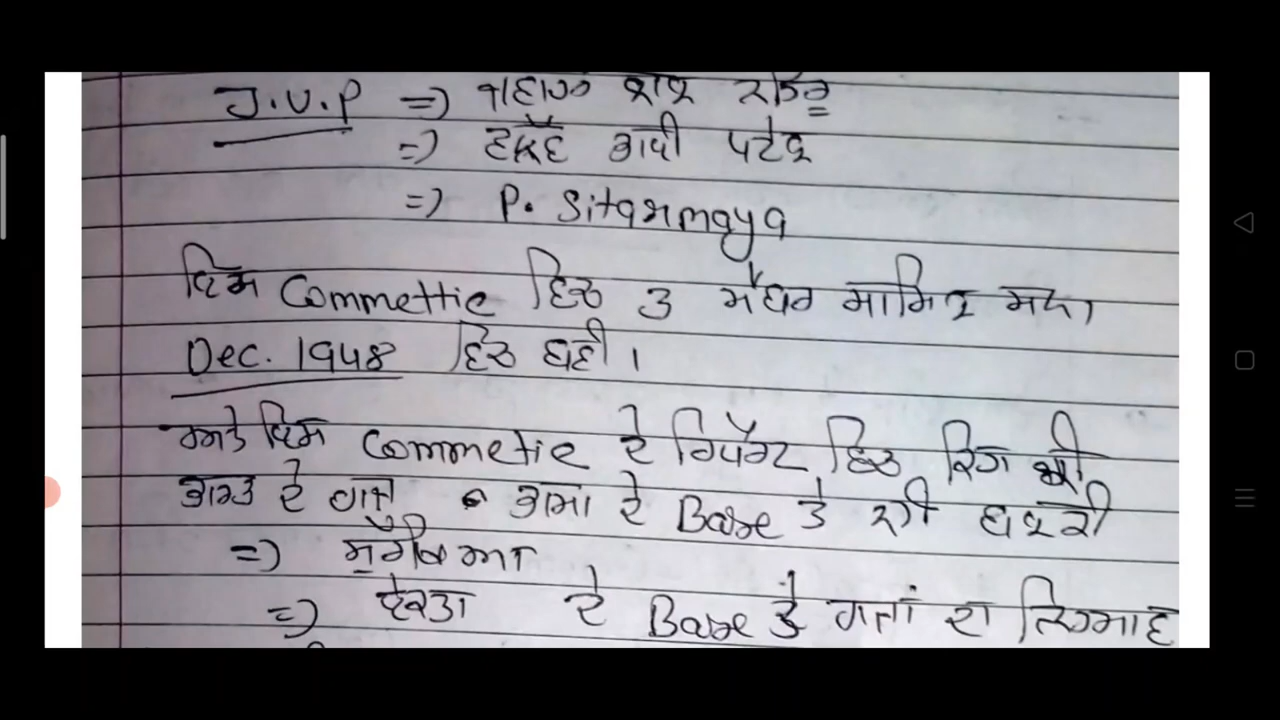 J.V.P => ਜਵਾਹਰ ਲਾਲ ਨਹਿਰੂ
=> ਵੱਲਭ ਭਾਈ ਪਟੇਲ
=> P. Sitarmaya
ਇਸ Commettie ਵਿਚ 3 ਮੈਂਬਰ ਸਾਮਿਲ ਸਨ।
Dec. 1948 ਵਿਚ ਬਣੀ।
ਅਤੇ ਇਸ Commetie ਦੇ ਰਿਪੋਰਟ ਵਿਚ ਕਿਹਾ ਕੀ
ਭਾਰਤ ਦੇ ਰਾਜ ਭਾਸਾ ਦੇ Base ਤੇ ਨਹੀ
=> ਸੁਰੱਖਿਆ
=> ਏਕਤਾ ਦੇ Base ਤੇ ਰਾਜਾਂ ਦਾ ਨਿਰਮਾਣ